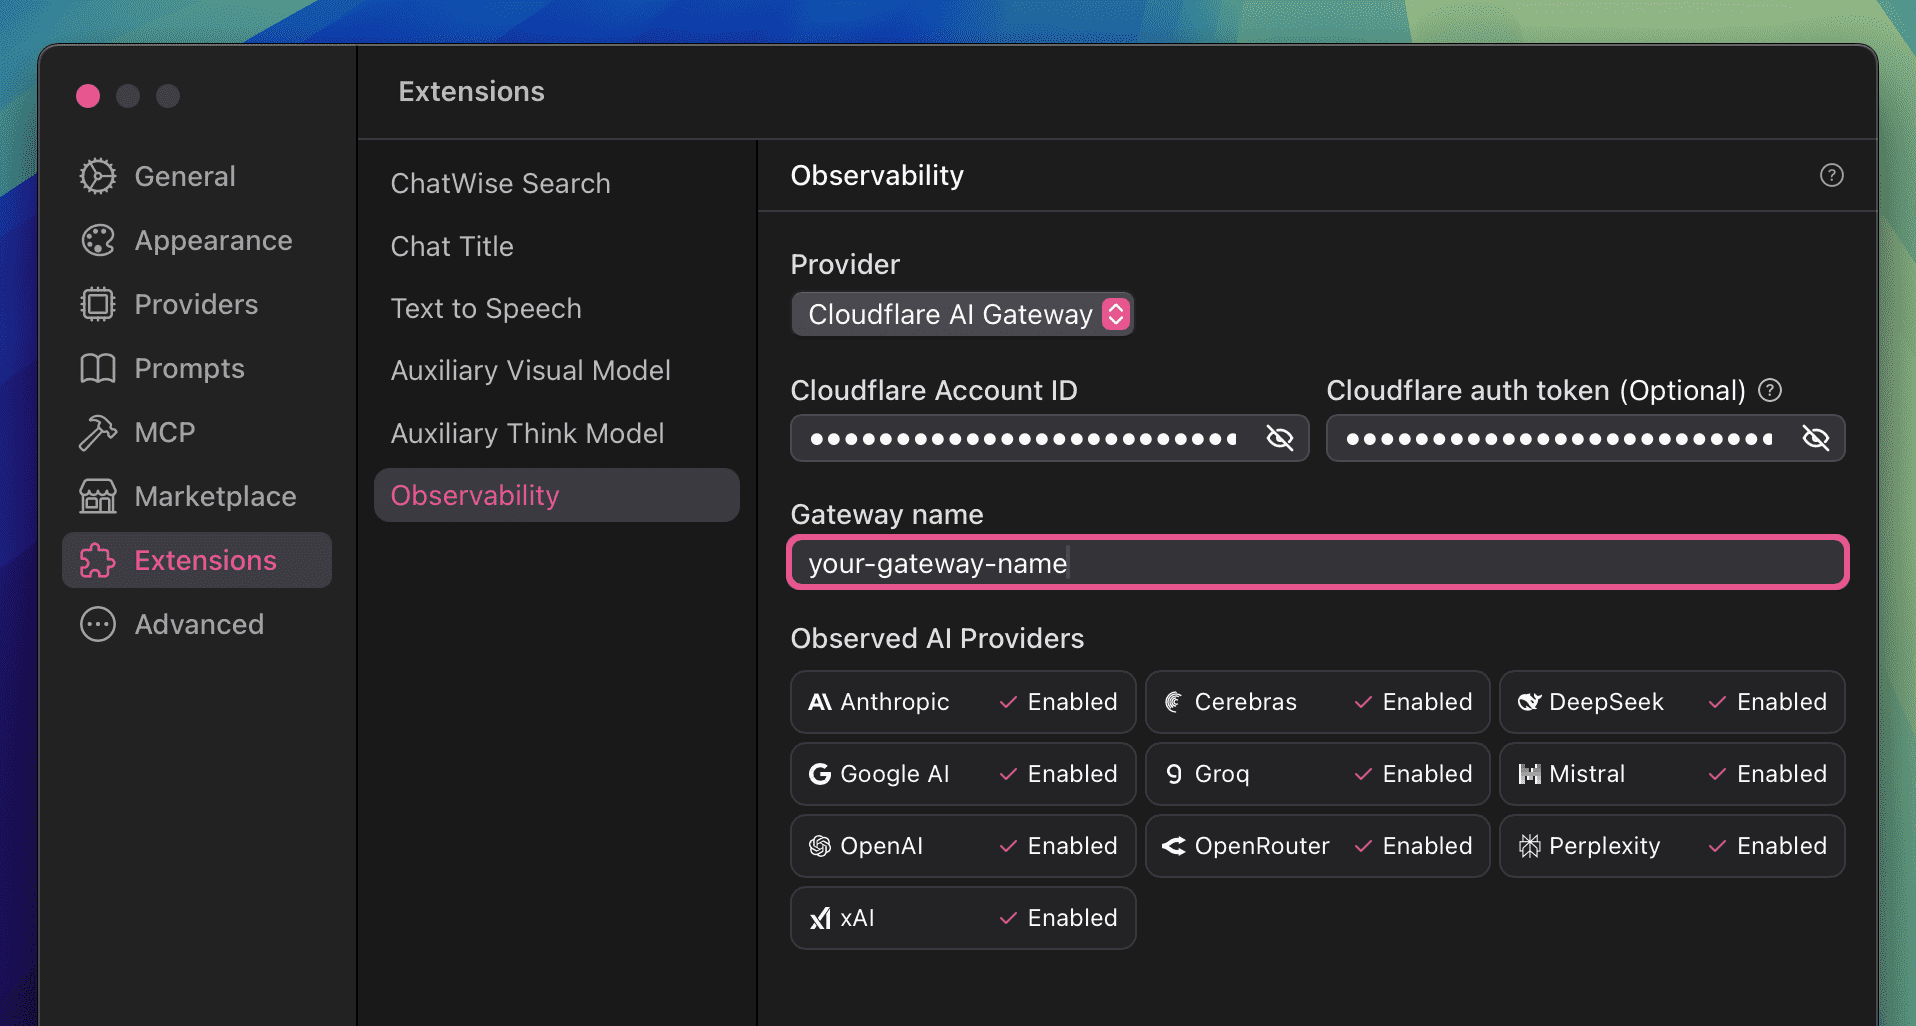 Extensions
General
Appearance
Providers
Prompts
MCP
Marketplace
Extensions
Advanced
ChatWise Search
Chat Title
Text to Speech
Auxiliary Visual Model
Auxiliary Think Model
Observability
Observability
Provider
Cloudflare AI Gateway
Cloudflare Account ID
Cloudflare auth token (Optional)
Gateway name
your-gateway-name
Observed AI Providers
Anthropic Enabled
Cerebras Enabled
DeepSeek Enabled
Google AI Enabled
Groq Enabled
Mistral Enabled
OpenAI Enabled
OpenRouter Enabled
Perplexity Enabled
xAI Enabled